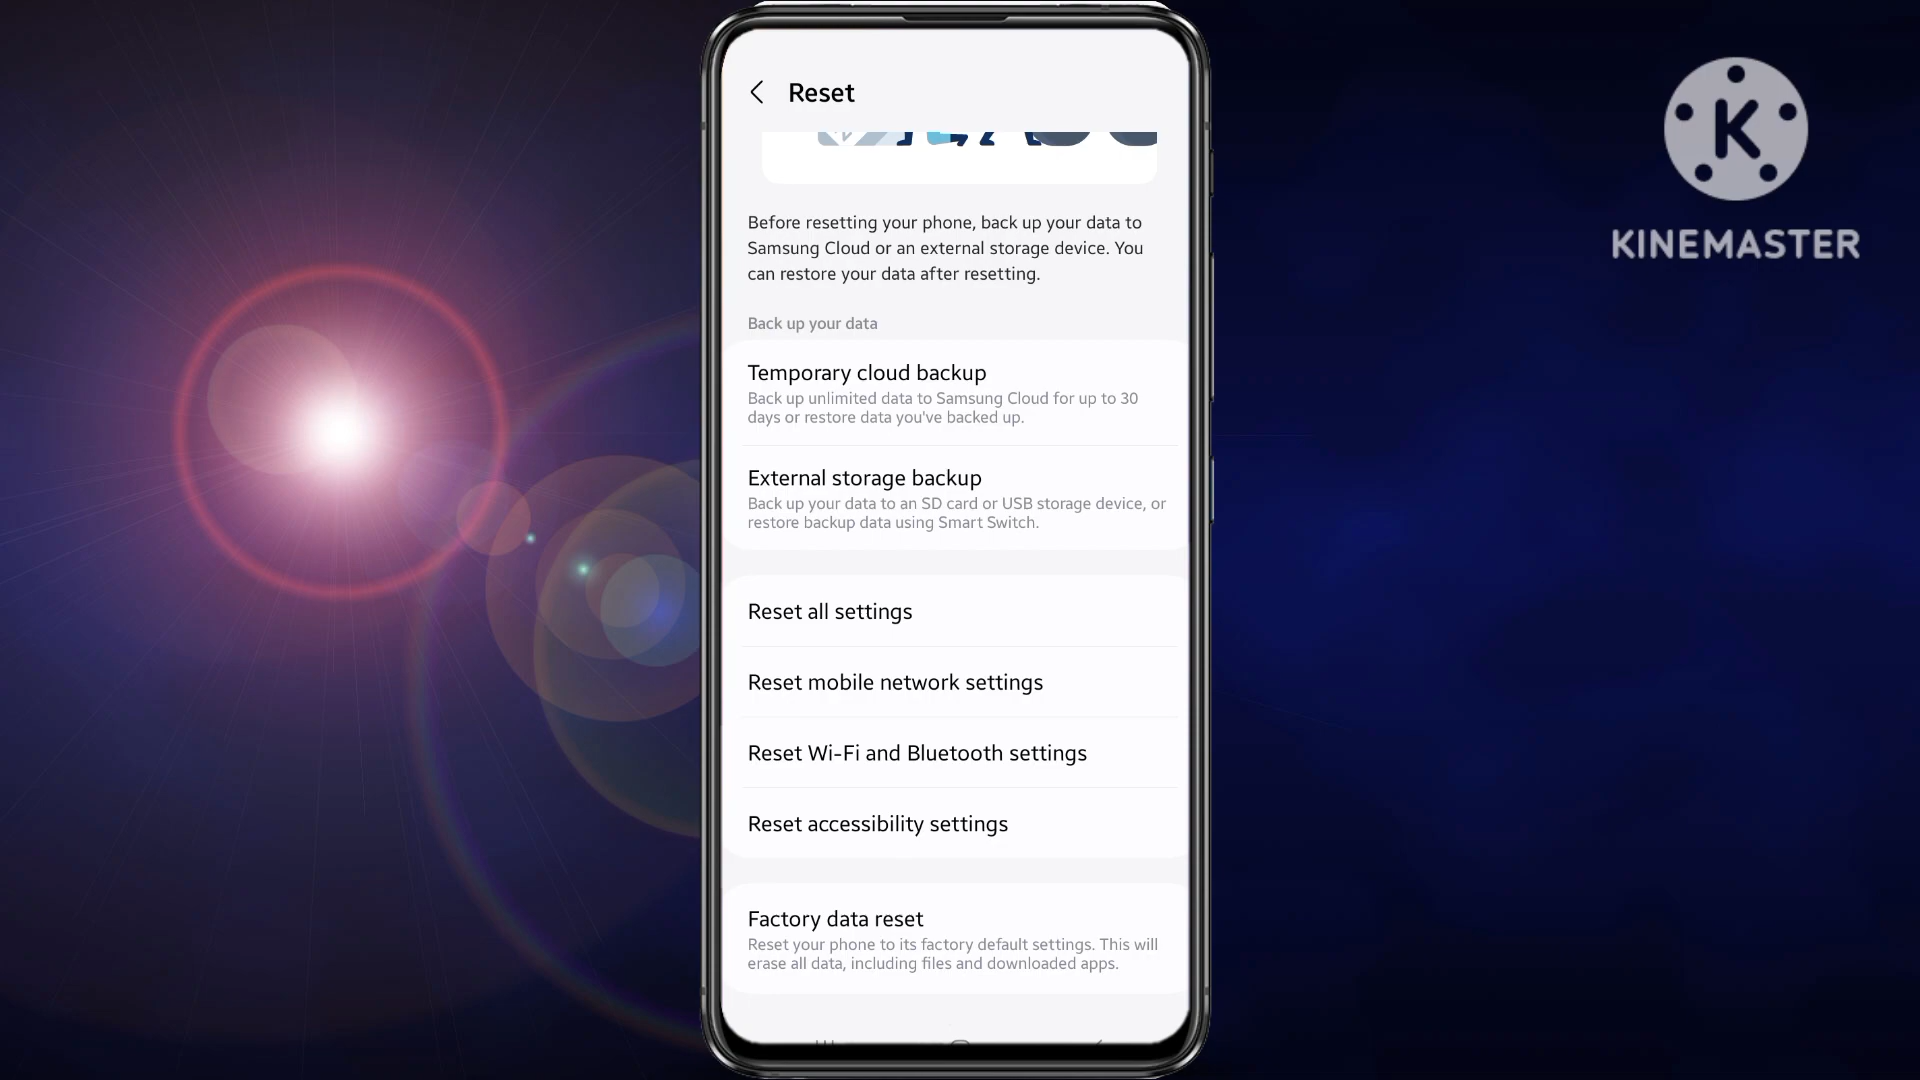 Reset
Before resetting your phone, back up your data to
Samsung Cloud or an external storage device. You
can restore your data after resetting.
Back up your data
Temporary cloud backup
Back up unlimited data to Samsung Cloud for up to 30
days or restore data you've backed up.
External storage backup
Back up your data to an SD card or USB storage device, or
restore backup data using Smart Switch.
Reset all settings
Reset mobile network settings
Reset Wi-Fi and Bluetooth settings
Reset accessibility settings
Factory data reset
Reset your phone to its factory default settings. This will
erase all data, including files and downloaded apps.
K
KINEMASTER